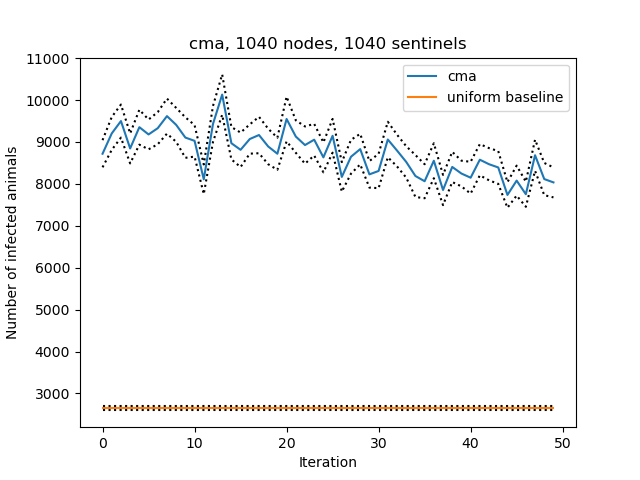 cma, 1040 nodes, 1040 sentinels
11000
10000
9000
8000
7000
6000
5000
4000
3000
Number of infected animals
cma
uniform baseline
0 10 20 30 40 50
Iteration